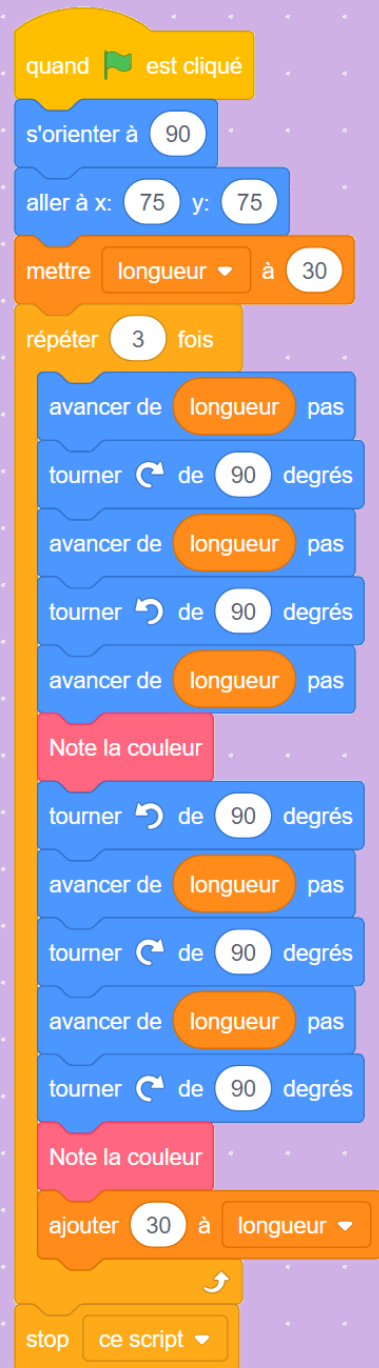 quand est cliqué
s'orienter à 90
aller à x: 75 y: 75
mettre longueur à 30
répéter 3 fois
avancer de longueur pas
tourner de 90 degrés
avancer de longueur pas
tourner de 90 degrés
avancer de longueur pas
Note la couleur
tourner de 90 degrés
avancer de longueur pas
tourner de 90 degrés
avancer de longueur pas
tourner de 90 degrés
Note la couleur
ajouter 30 à longueur
stop ce script